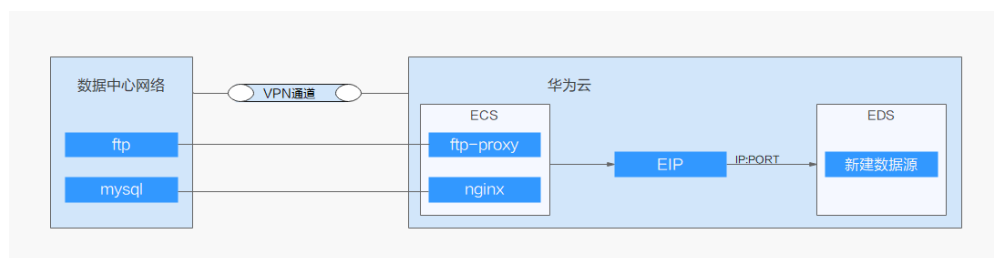 数据中心网络
VPN通道
华为云
ECS
EDS
ftp
ftp-proxy
EIP
IP:PORT
新建数据源
mysql
nginx